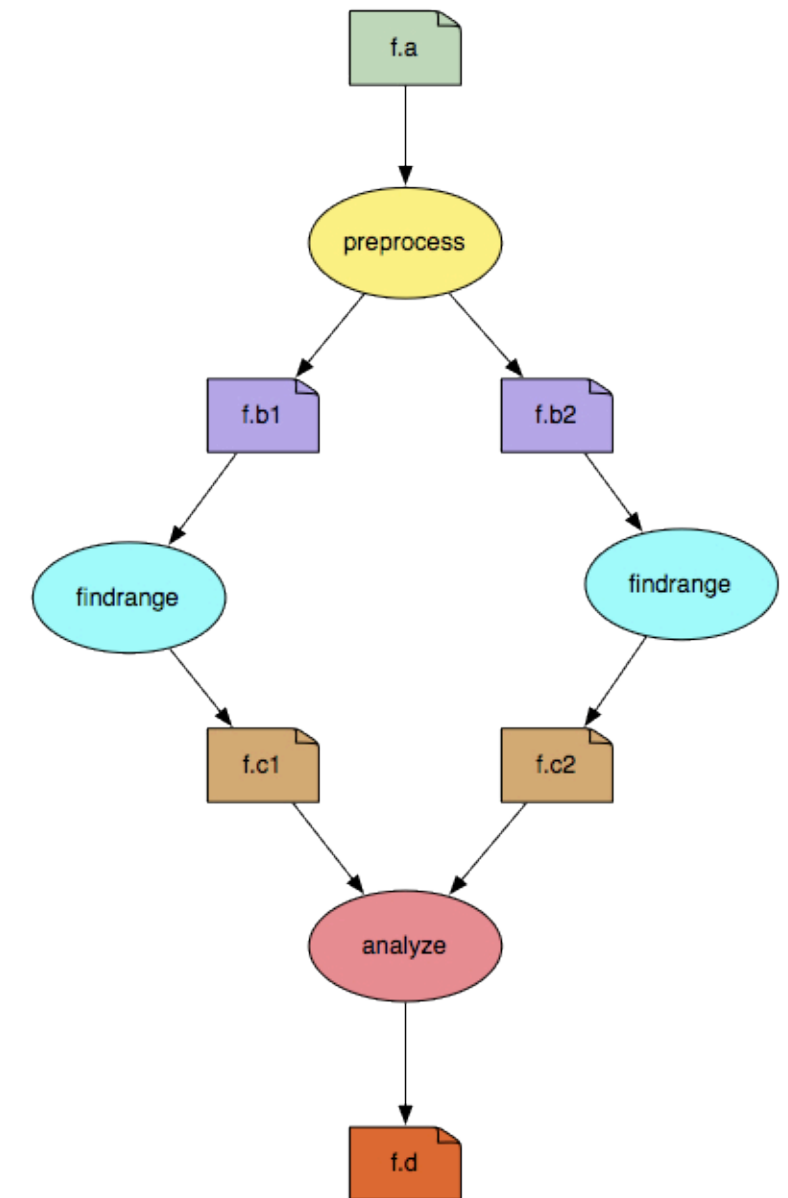 f.a
preprocess
f.b1
f.b2
findrange
findrange
f.c1
f.c2
analyze
f.d